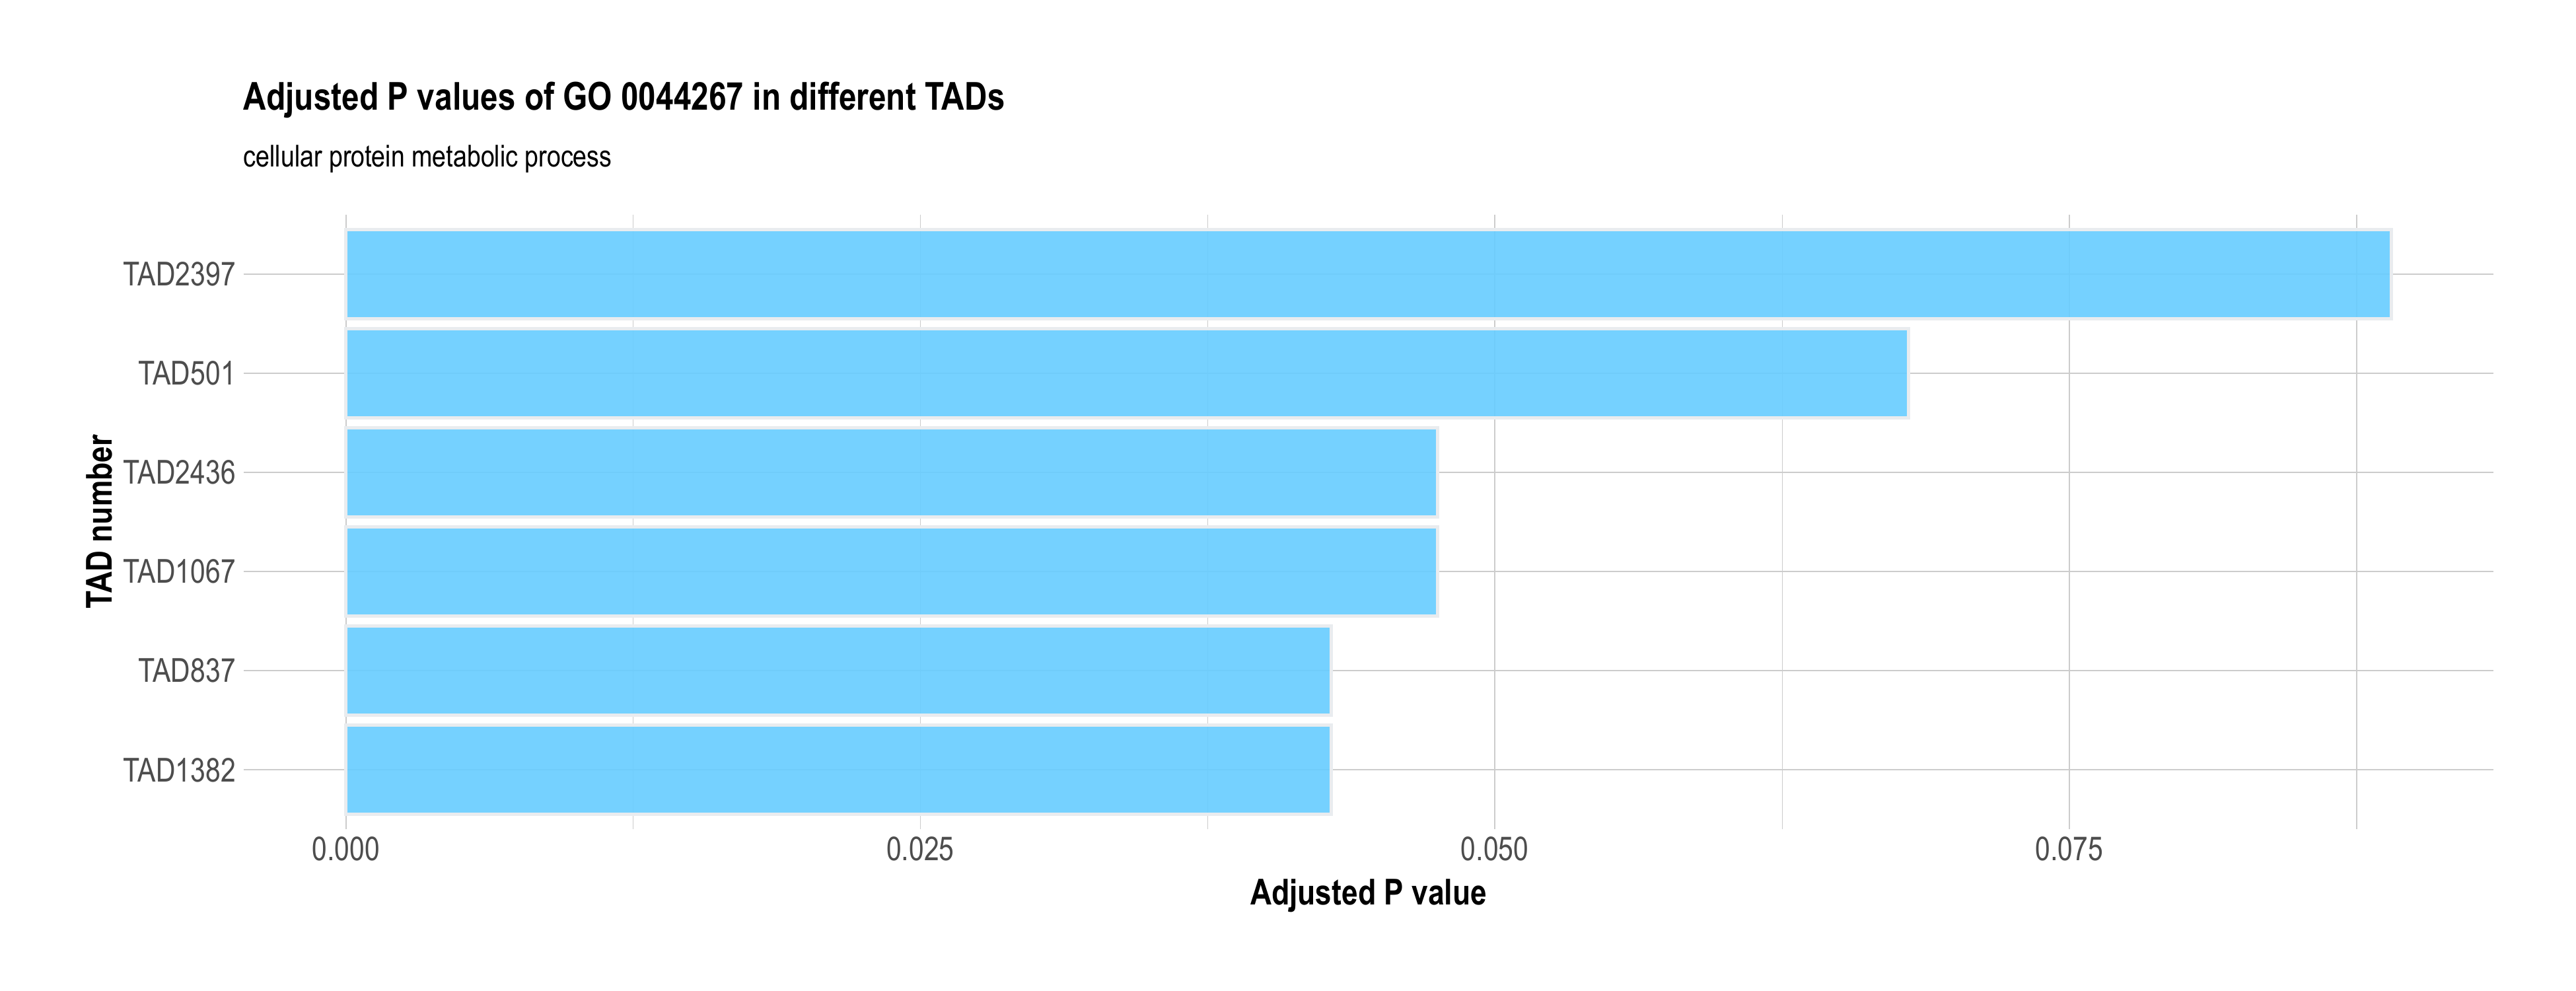 Adjusted P values of GO 0044267 in different TADs
cellular protein metabolic process
TAD number
TAD2397
TAD501
TAD2436
TAD1067
TAD837
TAD1382
0.000 0.025 0.050 0.075
Adjusted P value